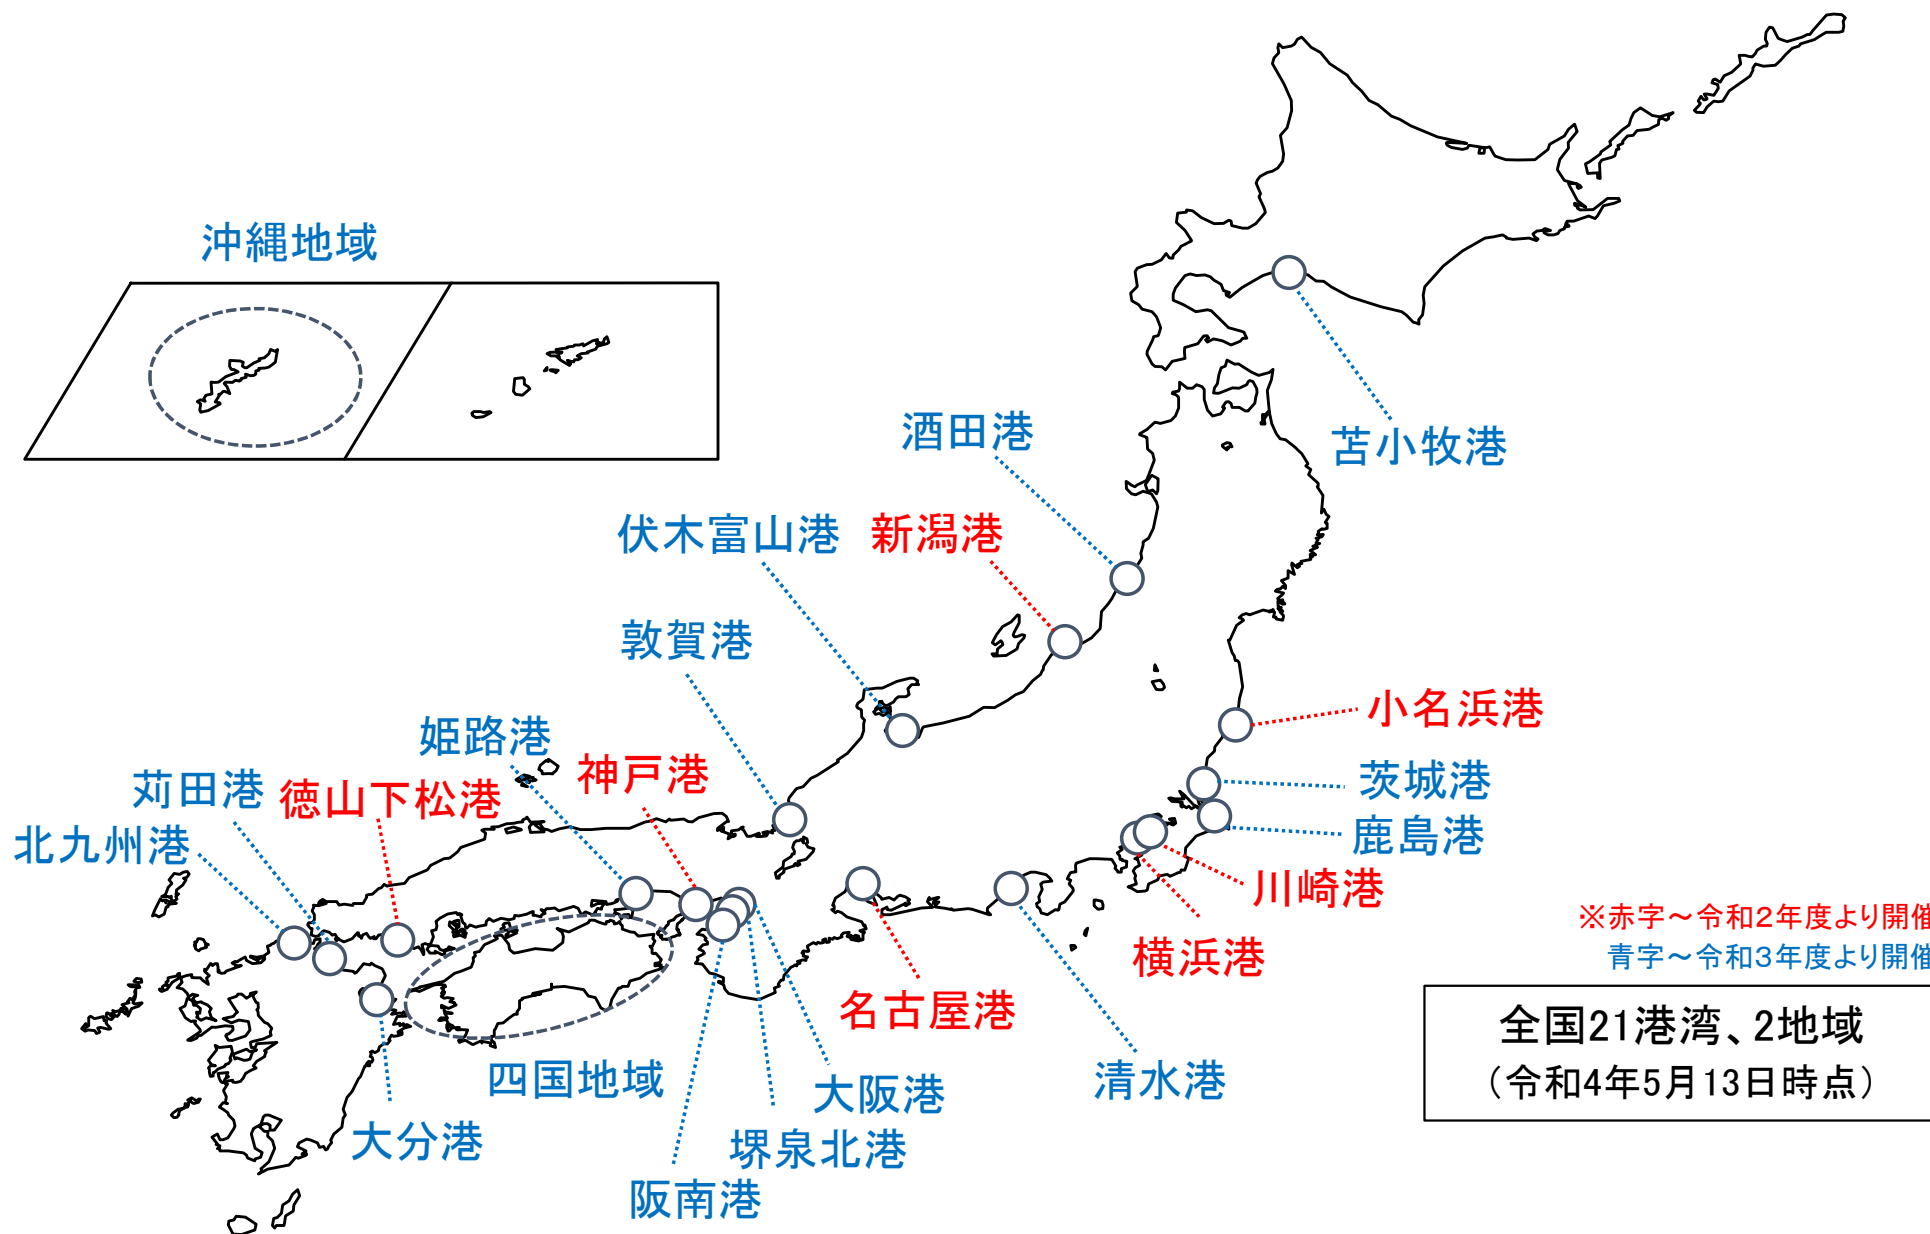 沖縄地域
酒田港
苫小牧港
伏木富山港
新潟港
敦賀港
小名浜港
姫路港
神戸港
茨城港
苅田港
徳山下松港
鹿島港
北九州港
川崎港
※赤字～令和2年度より開催
横浜港
青字～令和3年度より開催
名古屋港
全国21港湾、2地域
四国地域
大阪港
清水港
（令和4年5月13日時点）
大分港
堺泉北港
阪南港